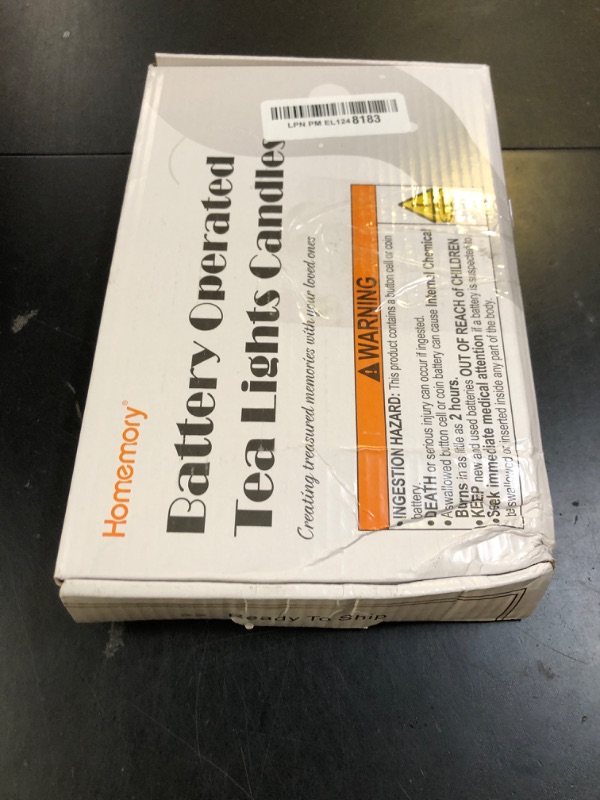 LPN PM EL1248183
Homemory®
Battery Operated
Tea Lights Candles
Creating treasured memories with your loved ones
WARNING
• INGESTION HAZARD: This product contains a button cell or coin
battery.
• DEATH or serious injury can occur if ingested.
• A swallowed button cell or coin battery can cause Internal Chemical
Burns in as little as 2 hours.
• KEEP new and used batteries OUT OF REACH of CHILDREN
• Seek immediate medical attention if a battery is suspected to
be swallowed or inserted inside any part of the body.
Ready To Ship